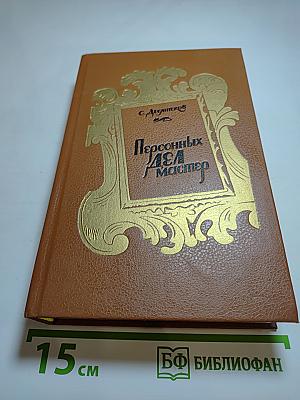 С. Десятсков
Персонных
дел
мастер
15 см
БФ
БИБЛИОФАН